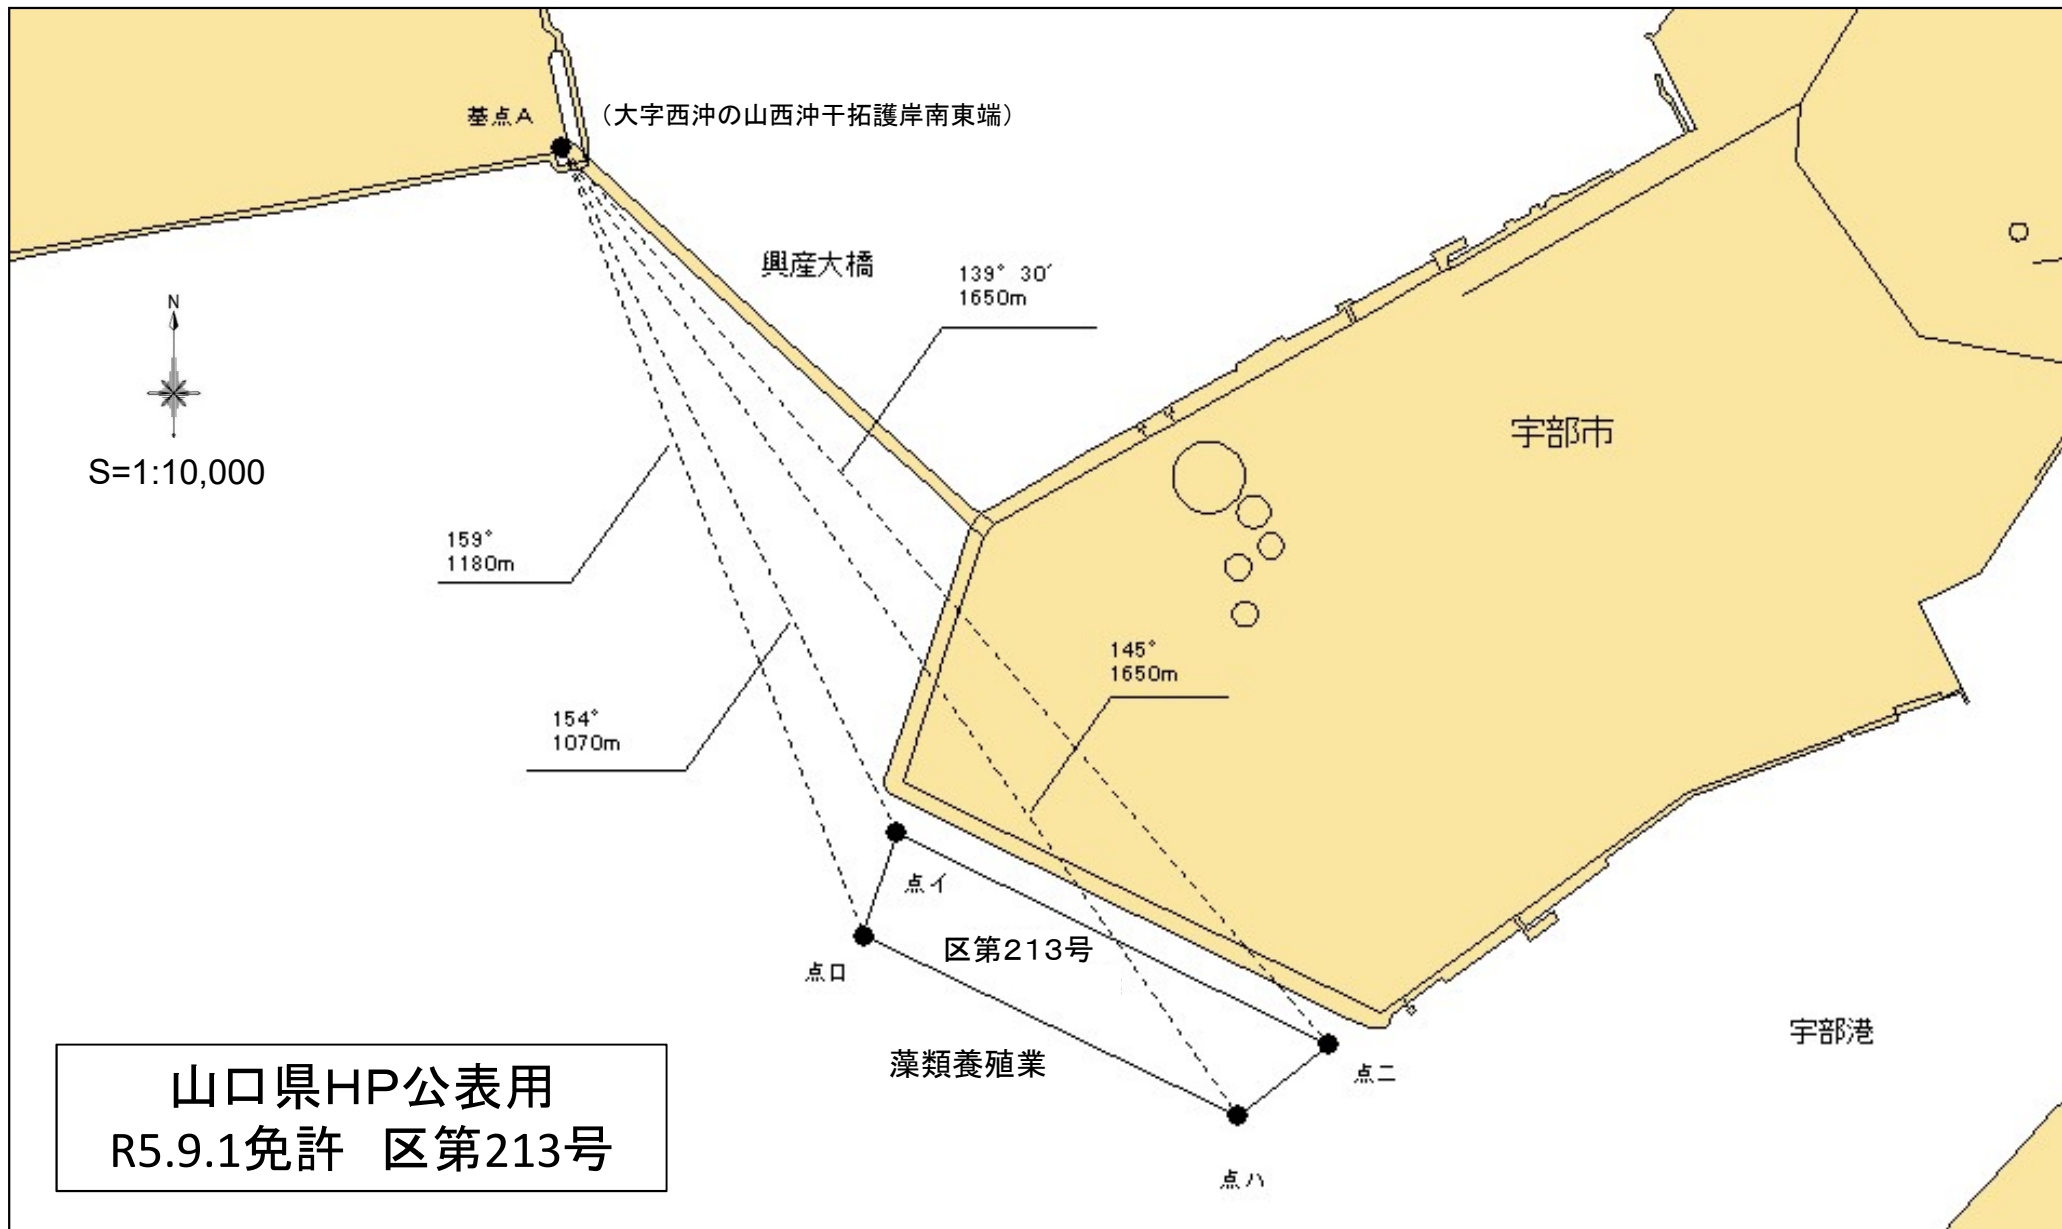 基点A
（大字西沖の山西沖干拓護岸南東端）
興産大橋
139° 30′
1650m
N
S=1:10,000
宇部市
159°
1180m
145°
1650m
154°
1070m
点イ
区第213号
点ロ
宇部港
藻類養殖業
点ニ
点ハ
山口県HP公表用
R5.9.1免許　区第213号